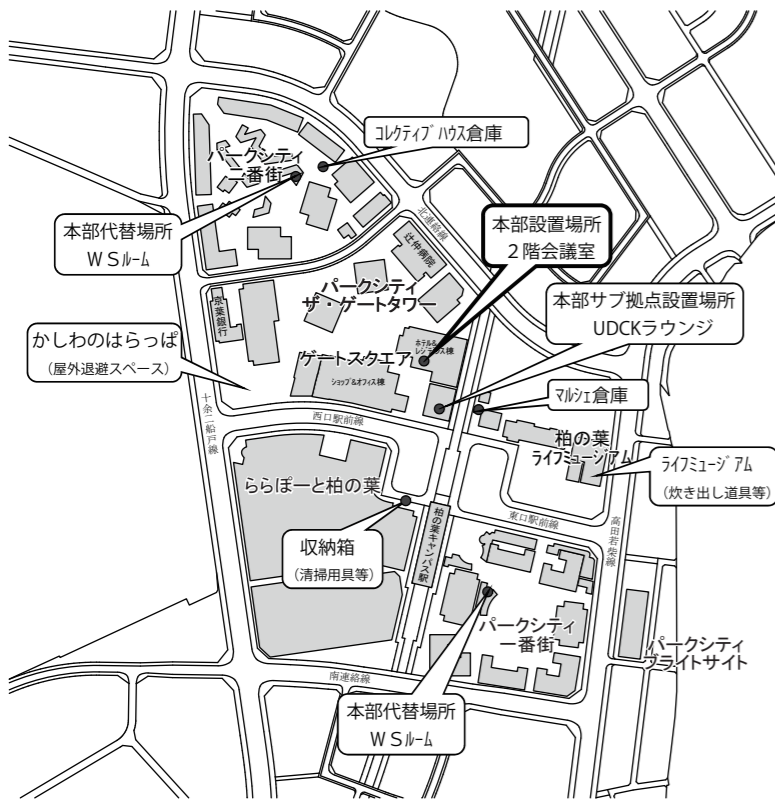 コレクティブハウス倉庫
パークシティ
二番街
本部代替場所
ＷＳルーム
北連絡線
本部設置場所
２階会議室
辻仲病院
パークシティ
ザ・ゲートタワー
京葉銀行
本部サブ拠点設置場所
UDCKラウンジ
かしわのはらっぱ
(屋外退避スペース)
ゲートスクエア
ホテル&
レジデンス棟
ショップ&オフィス棟
マルシェ倉庫
十余二船戸線
西口駅前線
柏の葉
ライフミュージアム
ライフミュージアム
(炊き出し道具等)
ららぽーと柏の葉
収納箱
(清掃用具等)
柏の葉キャンパス駅
東口駅前線
高田若柴線
パークシティ
一番街
パークシティ
ブライトサイト
南連絡線
本部代替場所
ＷＳルーム